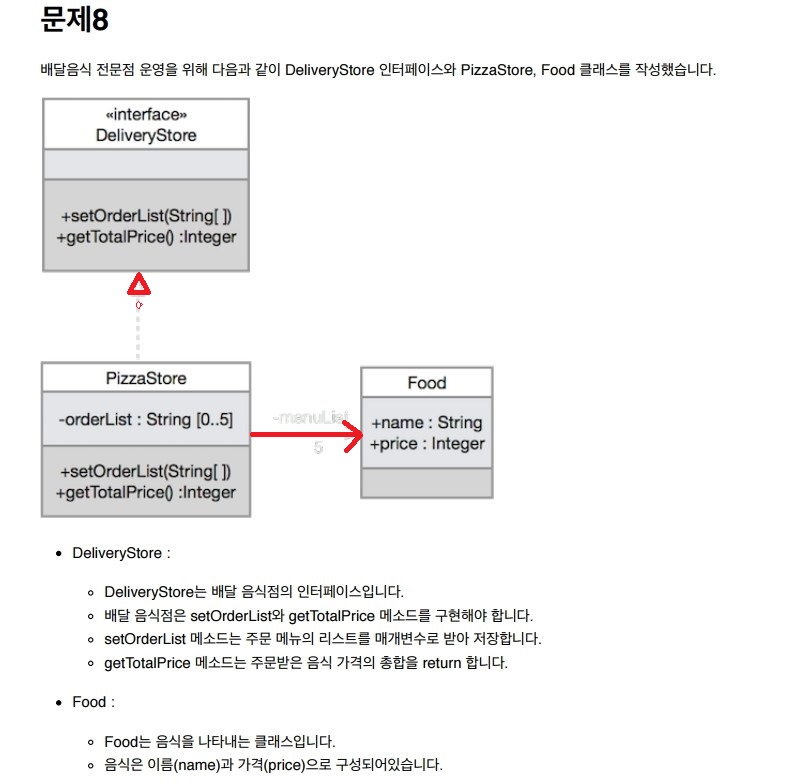 문제8
배달음식 전문점 운영을 위해 다음과 같이 DeliveryStore 인터페이스와 PizzaStore, Food 클래스를 작성했습니다.
«interface»
DeliveryStore
+setOrderList(String[ ])
+getTotalPrice() :Integer
PizzaStore
-orderList : String [0..5]
+setOrderList(String[ ])
+getTotalPrice() :Integer
-menuList
5
Food
+name : String
+price : Integer
DeliveryStore :
DeliveryStore는 배달 음식점의 인터페이스입니다.
배달 음식점은 setOrderList와 getTotalPrice 메소드를 구현해야 합니다.
setOrderList 메소드는 주문 메뉴의 리스트를 매개변수로 받아 저장합니다.
getTotalPrice 메소드는 주문받은 음식 가격의 총합을 return 합니다.
Food :
Food는 음식을 나타내는 클래스입니다.
음식은 이름(name)과 가격(price)으로 구성되어있습니다.